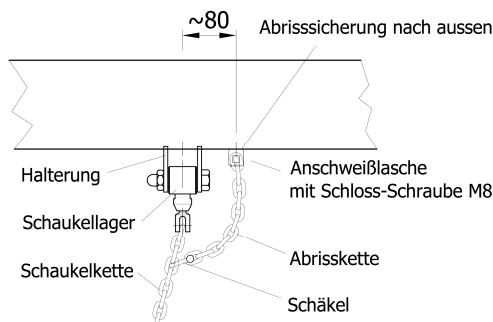 ~80
Abrisssicherung nach aussen
Halterung
Anschweißlasche
mit Schloss-Schraube M8
Schaukellager
Abrisskette
Schaukelkette
Schäkel